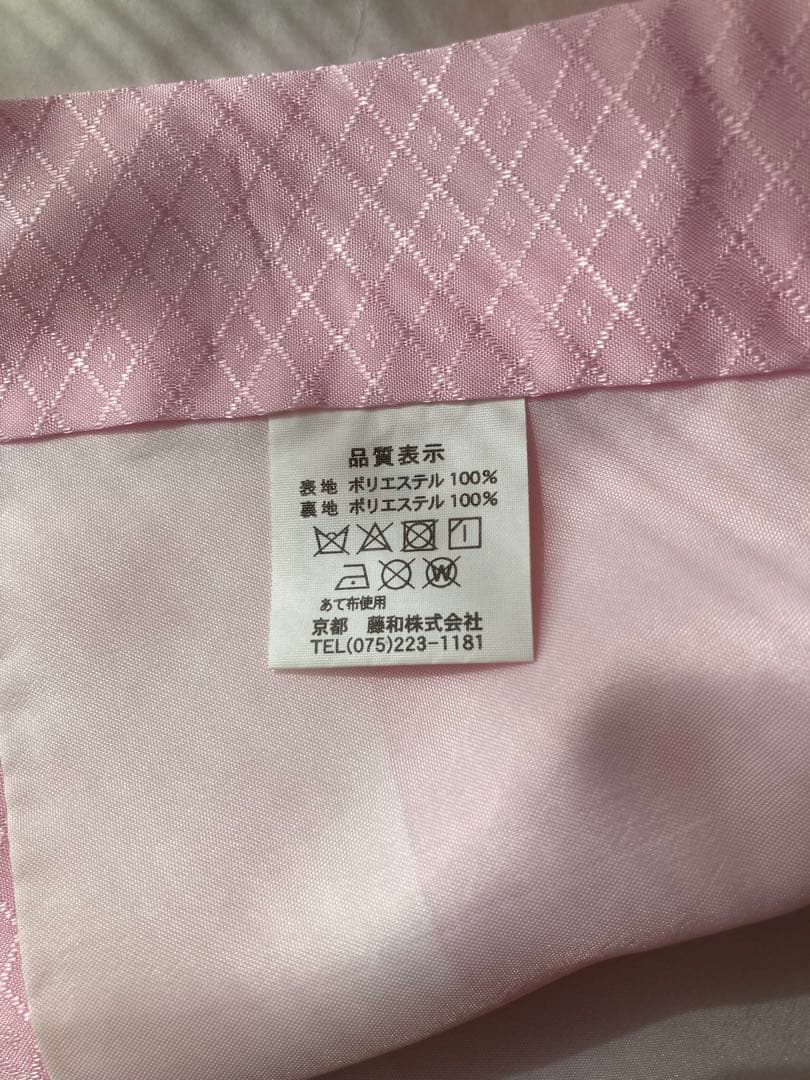 品質表示
表地 ポリエステル 100%
裏地 ポリエステル 100%
W
あて布使用
京都 藤和株式会社
TEL(075)223-1181